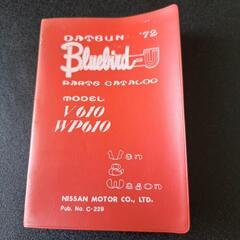 DATSUN '72
Bluebird-U
PARTS CATALOG
MODEL
V610
WP610
Van
&
Wagon
NISSAN MOTOR CO., LTD.
Pub. No. C-229